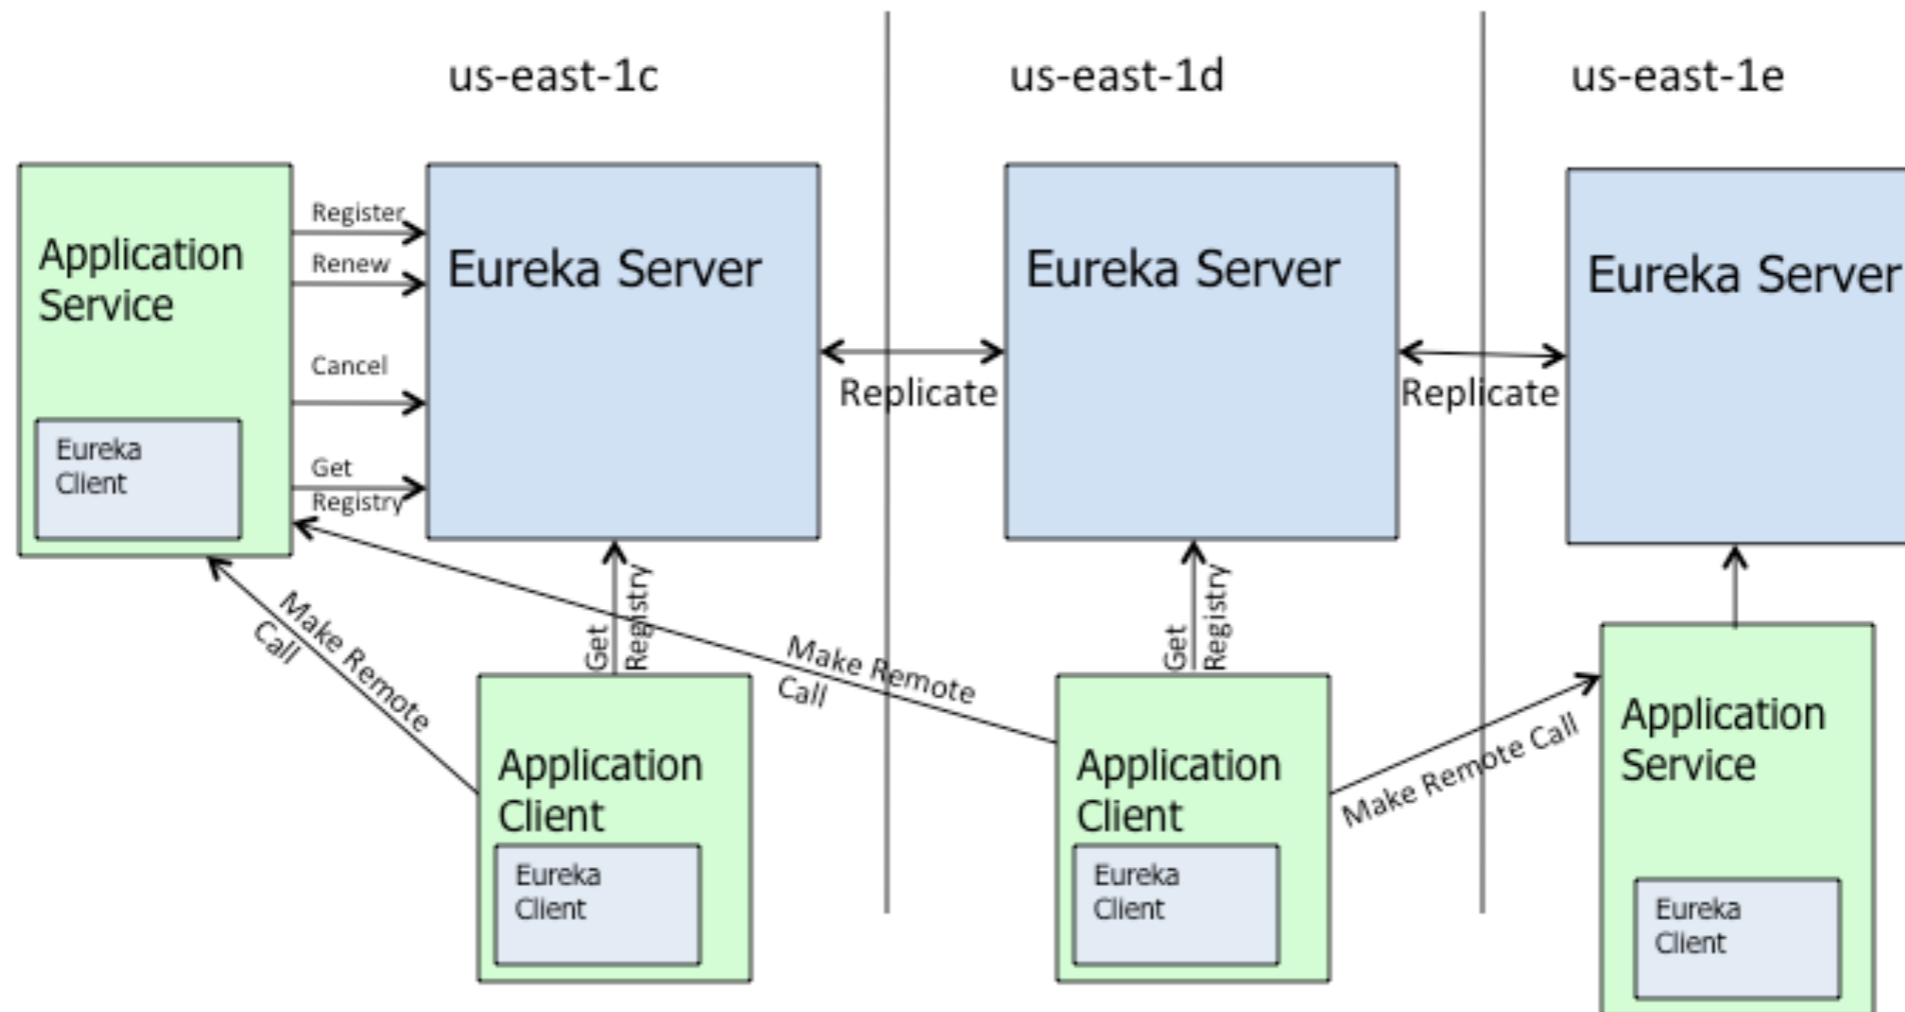 us-east-1c
us-east-1d
us-east-1e
Application
Service
Eureka
Client
Register
Renew
Cancel
Get
Registry
Eureka Server
Replicate
Eureka Server
Replicate
Eureka Server
Make Remote
Call
Get
Registry
Make Remote
Call
Get
Registry
Make Remote Call
Application
Client
Eureka
Client
Application
Client
Eureka
Client
Application
Service
Eureka
Client